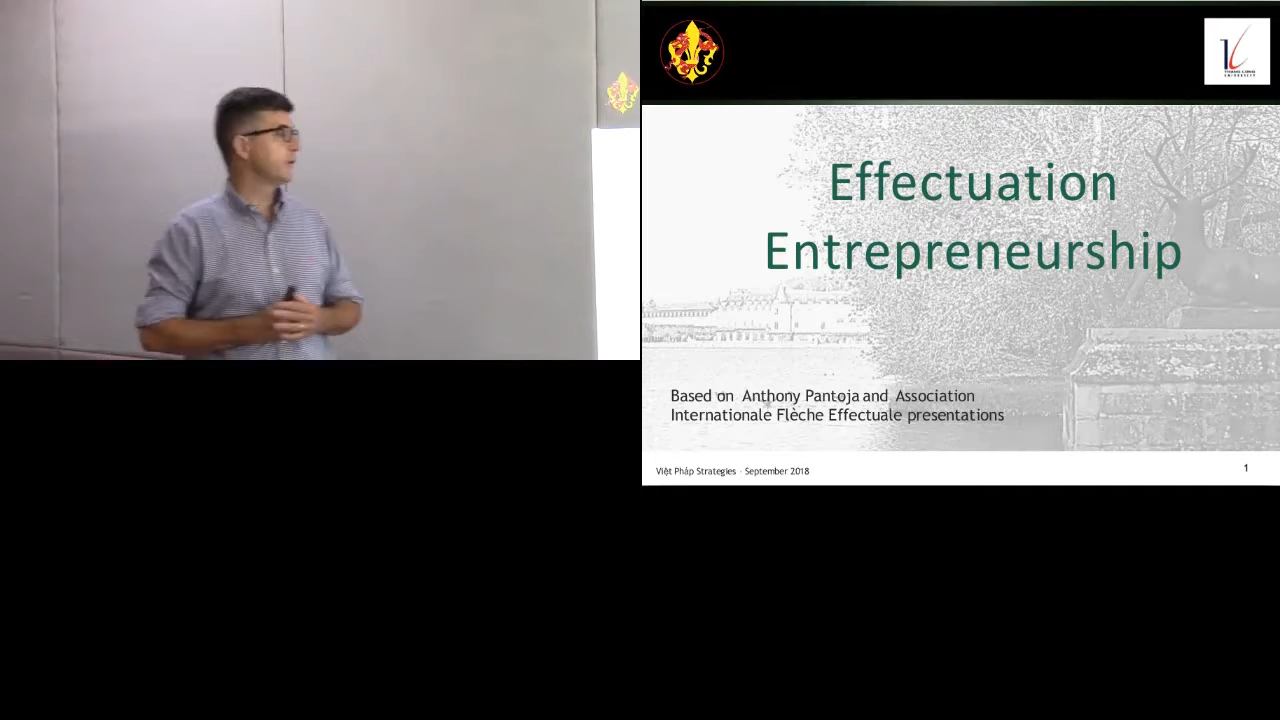 Effectuation
Entrepreneurship
Based on Anthony Pantoja and Association
Internationale Flèche Effectuale presentations
Việt Pháp Strategies - September 2018
1